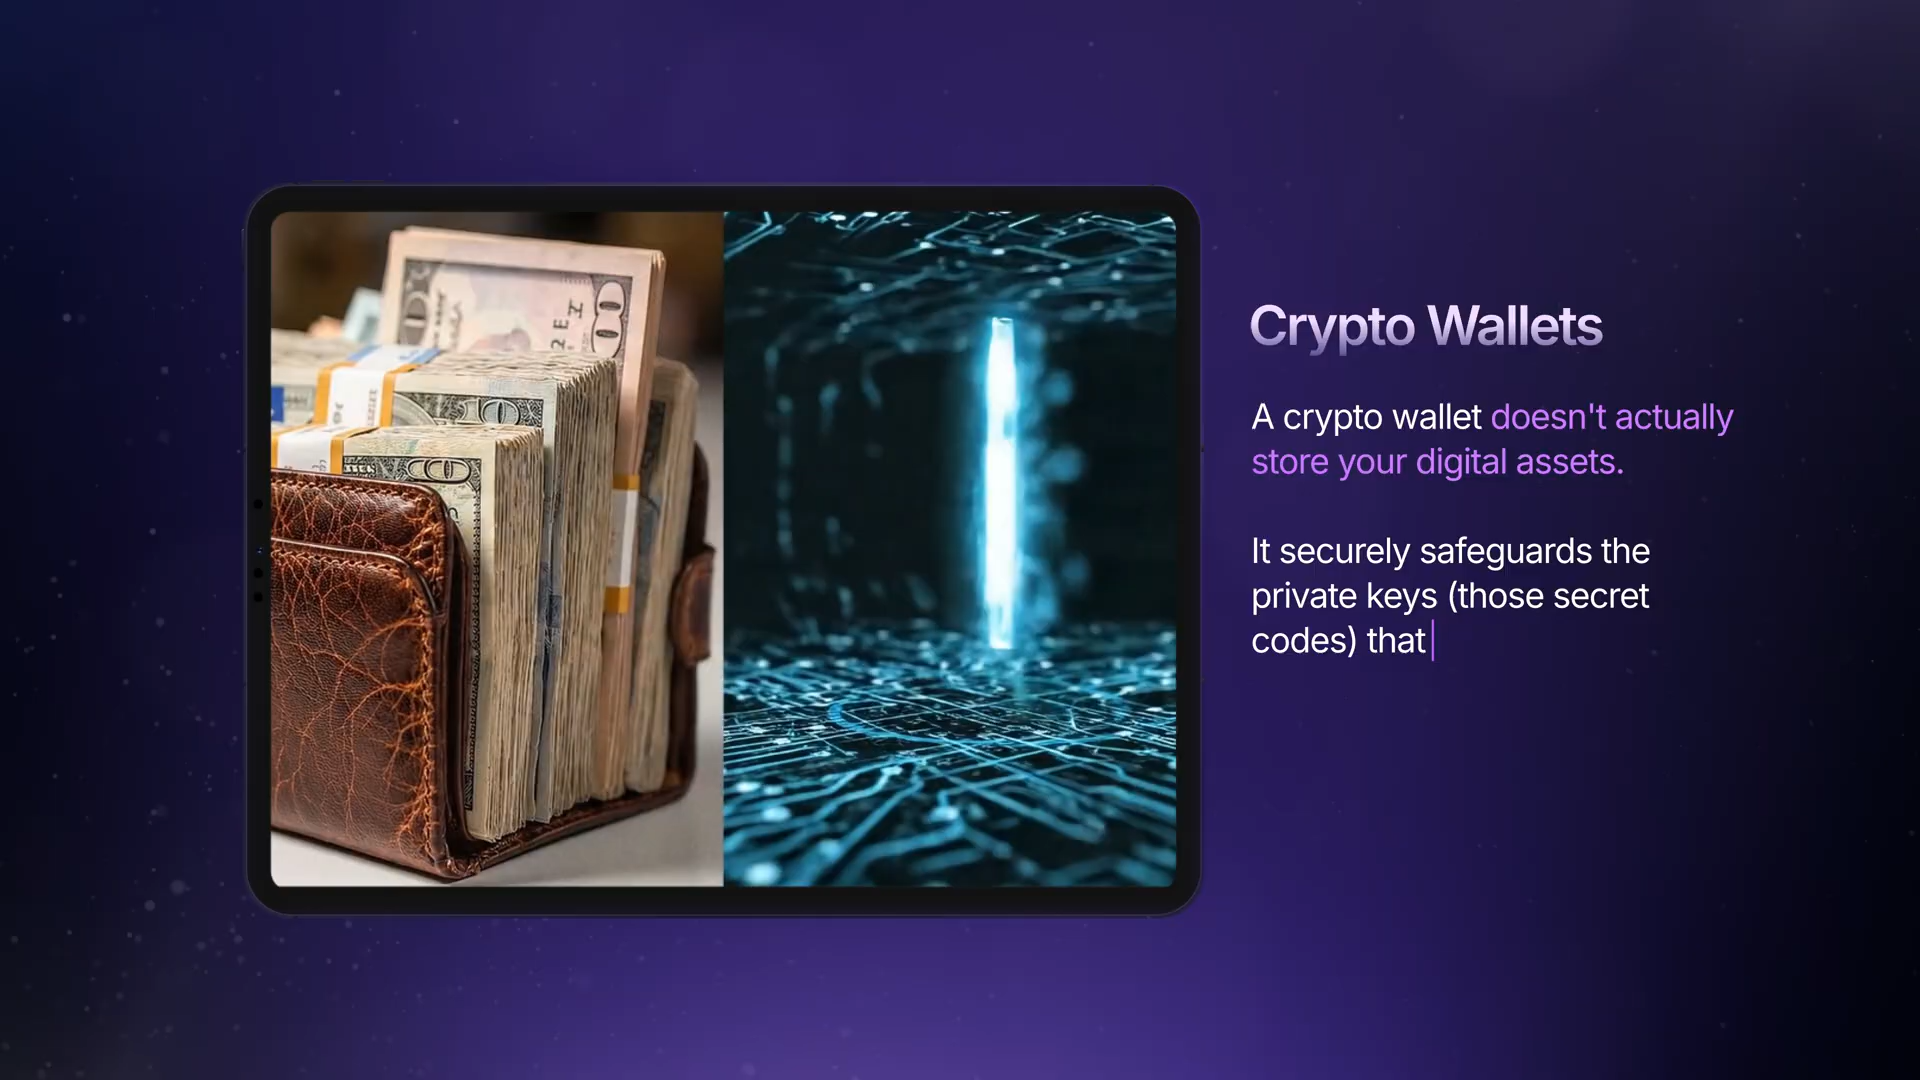 Crypto Wallets
A crypto wallet doesn't actually
store your digital assets.
It securely safeguards the
private keys (those secret
codes) that